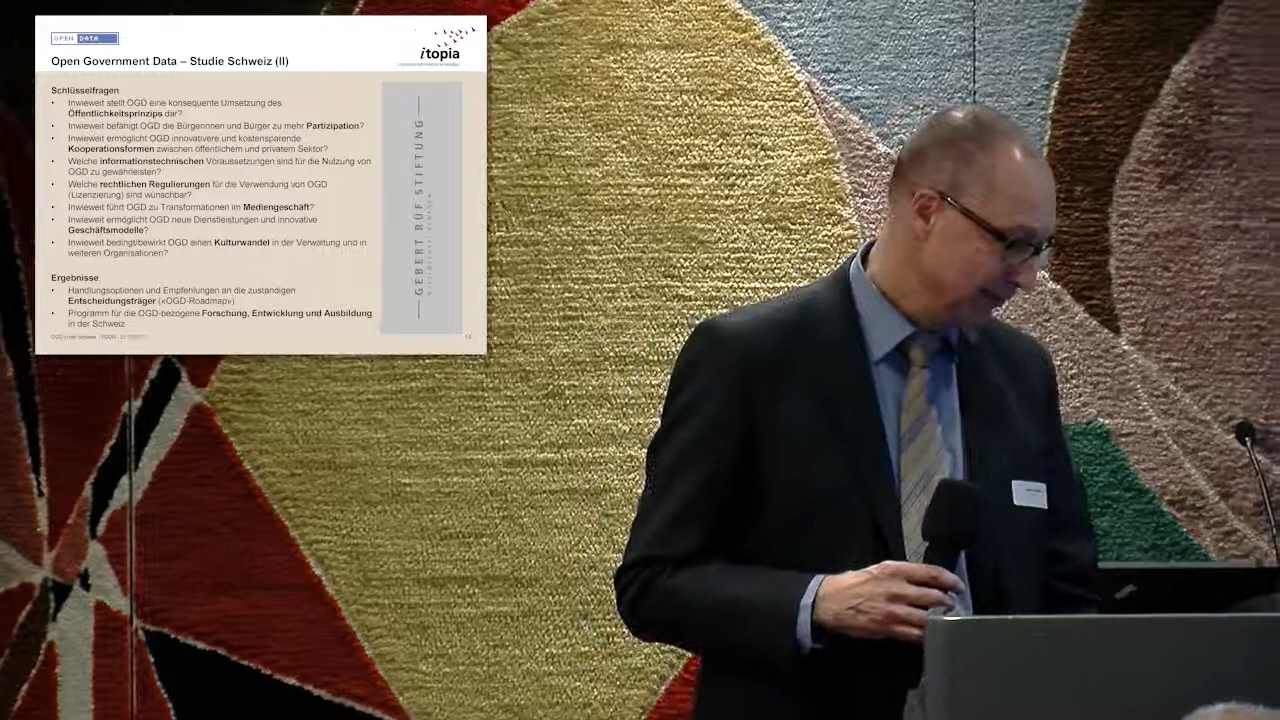 OPEN DATA
itopia
Open Government Data – Studie Schweiz (II)
Schlüsselfragen
• Inwieweit stellt OGD eine konsequente Umsetzung des
Öffentlichkeitsprinzips dar?
• Inwieweit befähigt OGD die Bürgerinnen und Bürger zu mehr Partizipation?
• Inwieweit ermöglicht OGD innovativere und kostensparende
Kooperationsformen zwischen öffentlichem und privatem Sektor?
• Welche informationstechnischen Voraussetzungen sind für die Nutzung von
OGD zu gewährleisten?
• Welche rechtlichen Regulierungen für die Verwendung von OGD
(Lizenzierung) sind wünschbar?
• Inwieweit führt OGD zu Transformationen im Mediengeschäft?
• Inwieweit ermöglicht OGD neue Dienstleistungen und innovative
Geschäftsmodelle?
• Inwieweit bedingt/bewirkt OGD einen Kulturwandel in der Verwaltung und in
weiteren Organisationen?
Ergebnisse
• Handlungsoptionen und Empfehlungen an die zuständigen
Entscheidungsträger («OGD-Roadmap»)
• Programm für die OGD-bezogene Forschung, Entwicklung und Ausbildung
in der Schweiz
GEBERT RÜF STIFTUNG